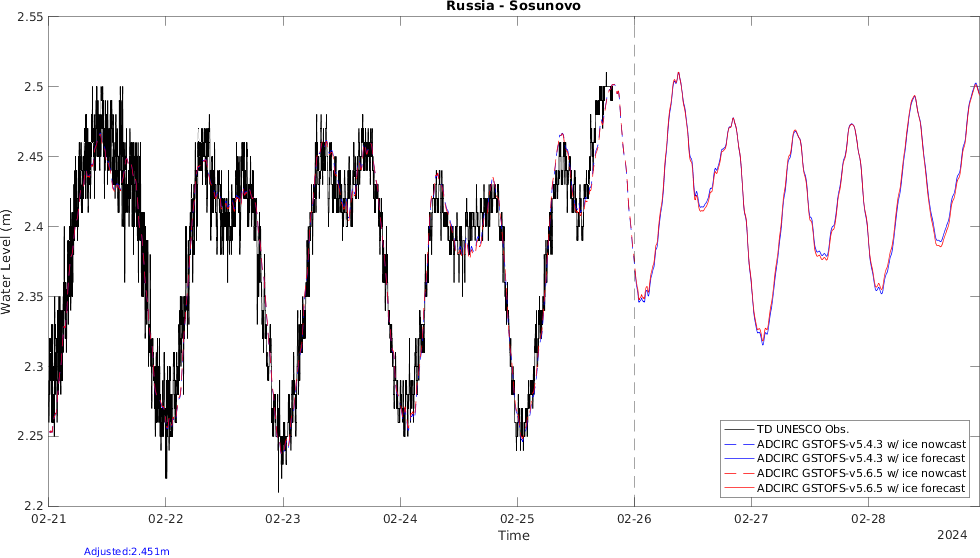 Russia - Sosunovo
Water Level (m)
2.55
2.5
2.45
2.4
2.35
2.3
2.25
2.2
02-21 02-22 02-23 02-24 02-25 02-26 02-27 02-28
Time
2024
TD UNESCO Obs.
ADCIRC GSTOFS-v5.4.3 w/ ice nowcast
ADCIRC GSTOFS-v5.4.3 w/ ice forecast
ADCIRC GSTOFS-v5.6.5 w/ ice nowcast
ADCIRC GSTOFS-v5.6.5 w/ ice forecast
Adjusted:2.451m